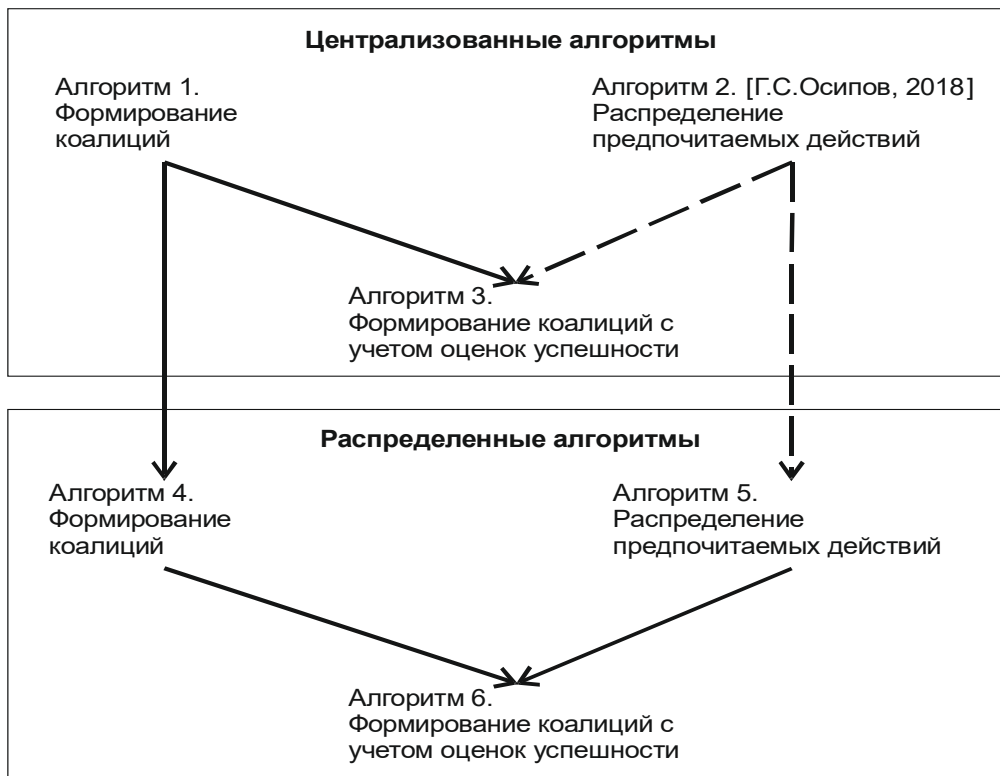 Централизованные алгоритмы
Алгоритм 1.
Формирование
коалиций
Алгоритм 2. [Г.С.Осипов, 2018]
Распределение
предпочитаемых действий
Алгоритм 3.
Формирование коалиций с
учетом оценок успешности
Распределенные алгоритмы
Алгоритм 4.
Формирование
коалиций
Алгоритм 5.
Распределение
предпочитаемых действий
Алгоритм 6.
Формирование коалиций с
учетом оценок успешности